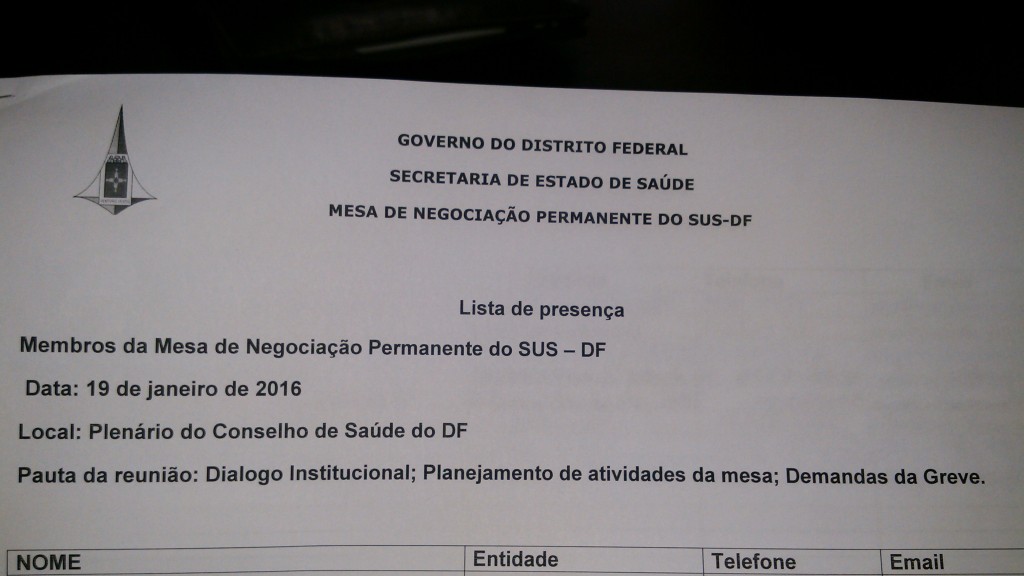 GOVERNO DO DISTRITO FEDERAL
SECRETARIA DE ESTADO DE SAÚDE
MESA DE NEGOCIAÇÃO PERMANENTE DO SUS-DF
Lista de presença
Membros da Mesa de Negociação Permanente do SUS – DF
Data: 19 de janeiro de 2016
Local: Plenário do Conselho de Saúde do DF
Pauta da reunião: Dialogo Institucional; Planejamento de atividades da mesa; Demandas da Greve.
NOME Entidade Telefone Email